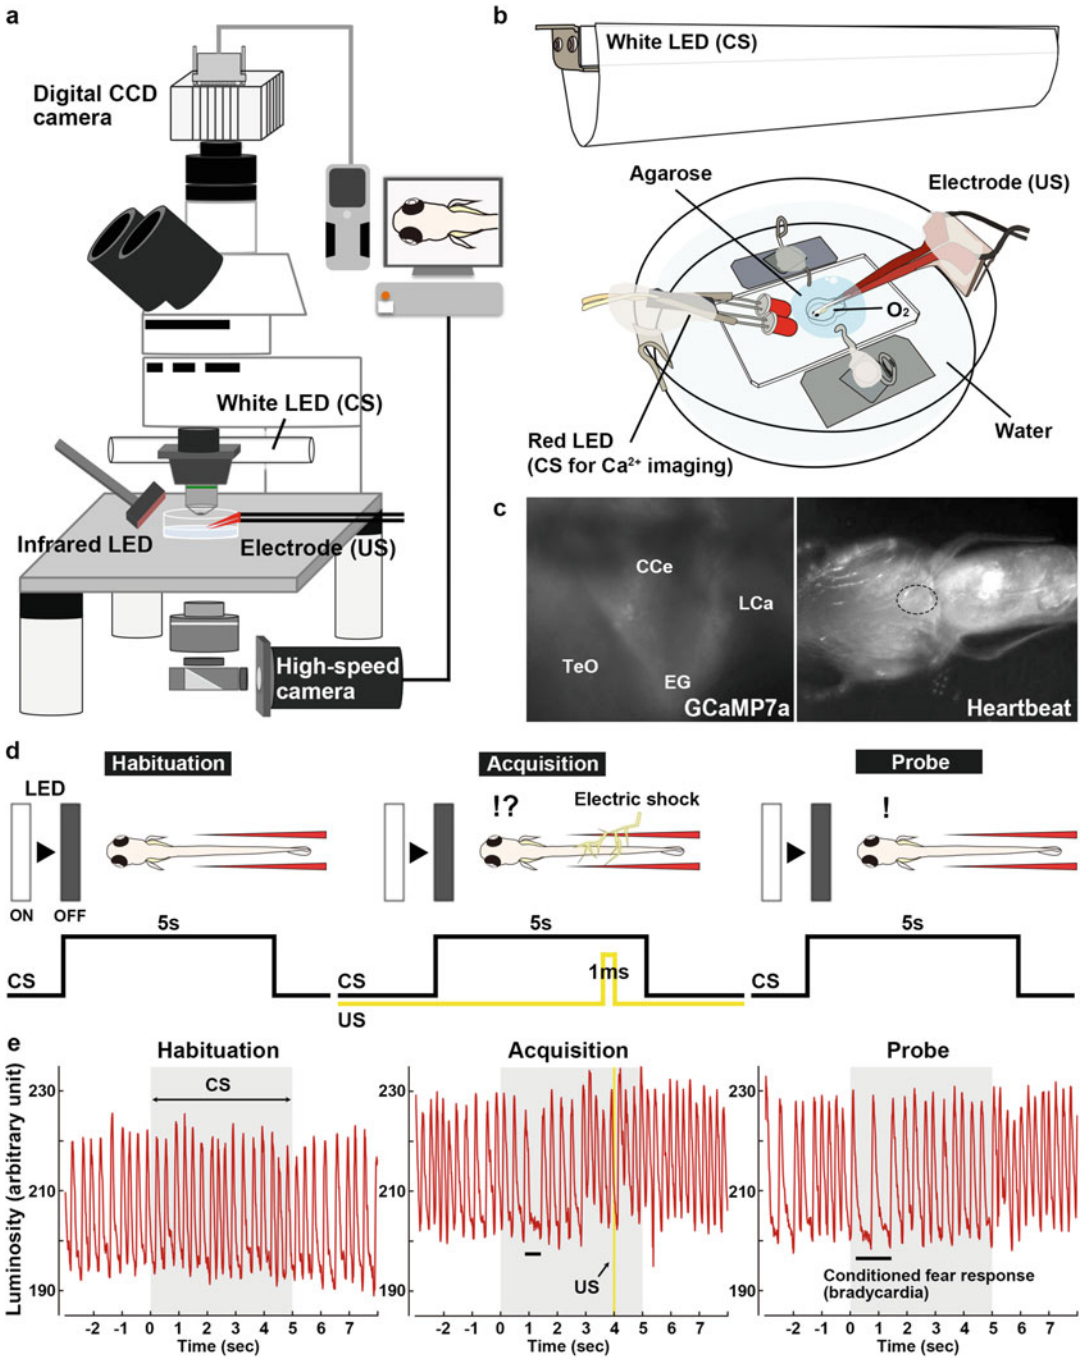 a
Digital CCD
camera
White LED (CS)
Infrared LED
Electrode (US)
High-speed
camera
b
White LED (CS)
Agarose
Electrode (US)
O₂
Water
Red LED
(CS for Ca²⁺ imaging)
c
CCe
LCa
TeO
EG
GCaMP7a
Heartbeat
d
Habituation
Acquisition
Probe
LED
!?
Electric shock
!
ON
OFF
5s
5s
5s
CS
CS
1ms
CS
US
e
Habituation
Acquisition
Probe
Luminosity (arbitrary unit)
230
210
190
CS
-2 -1 0 1 2 3 4 5 6 7
Time (sec)
230
210
190
US
-2 -1 0 1 2 3 4 5 6 7
Time (sec)
230
210
190
Conditioned fear response
(bradycardia)
-2 -1 0 1 2 3 4 5 6 7
Time (sec)